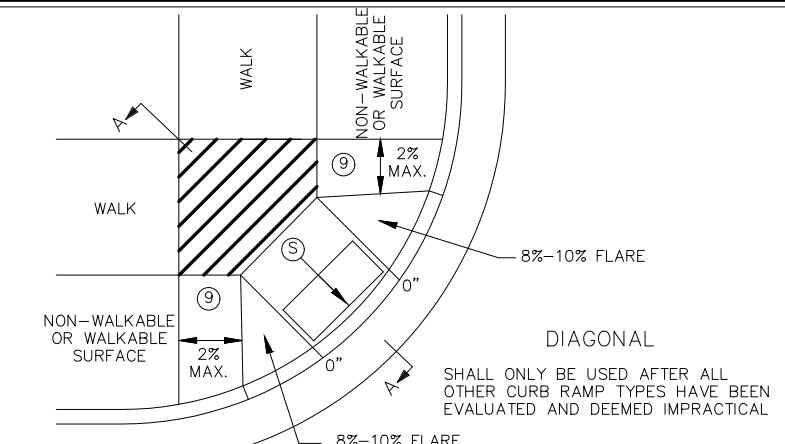 WALK
NON-WALKABLE
OR WALKABLE
SURFACE
A
9
2%
MAX.
WALK
S
8%-10% FLARE
0"
9
NON-WALKABLE
OR WALKABLE
SURFACE
2%
MAX.
0"
A
DIAGONAL
SHALL ONLY BE USED AFTER ALL
OTHER CURB RAMP TYPES HAVE BEEN
EVALUATED AND DEEMED IMPRACTICAL
8%-10% FLARE